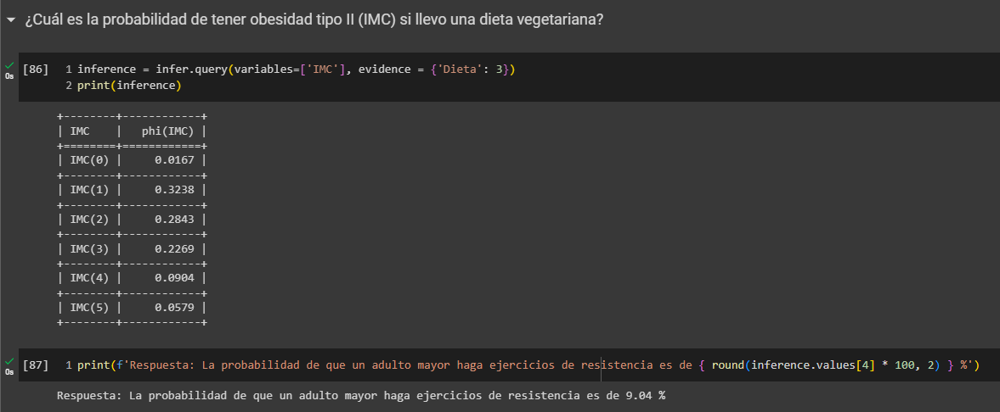 ¿Cuál es la probabilidad de tener obesidad tipo II (IMC) si llevo una dieta vegetariana?
0s
[86]
1 inference = infer.query(variables=['IMC'], evidence = {'Dieta': 3})
2 print(inference)
+--------+------------+
| IMC    |   phi(IMC) |
+========+============+
| IMC(0) |     0.0167 |
+--------+------------+
| IMC(1) |     0.3238 |
+--------+------------+
| IMC(2) |     0.2843 |
+--------+------------+
| IMC(3) |     0.2269 |
+--------+------------+
| IMC(4) |     0.0904 |
+--------+------------+
| IMC(5) |     0.0579 |
+--------+------------+
0s
[87]
1 print(f'Respuesta: La probabilidad de que un adulto mayor haga ejercicios de resistencia es de { round(inference.values[4] * 100, 2) } %')
Respuesta: La probabilidad de que un adulto mayor haga ejercicios de resistencia es de 9.04 %